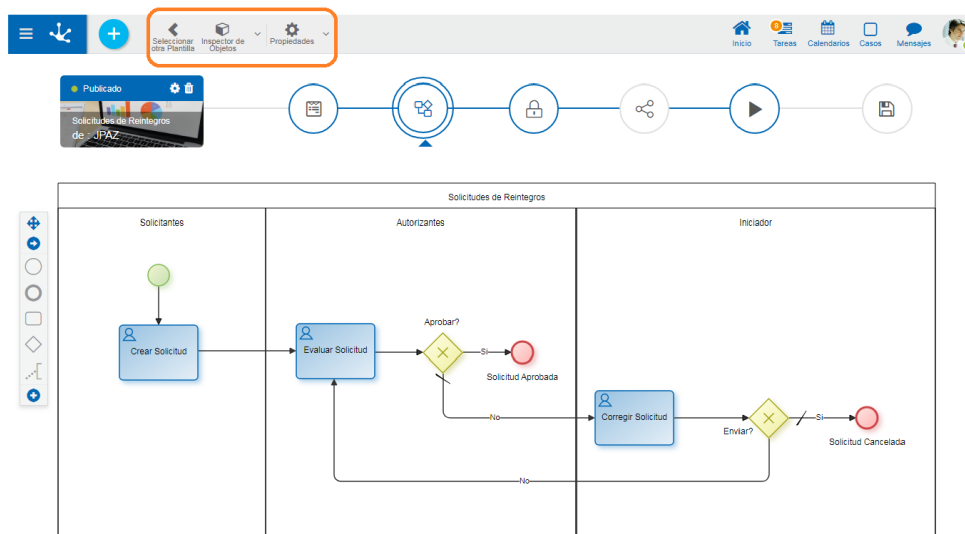 Seleccionar
otra Plantilla
Inspector de
Objetos
Propiedades
Inicio
8
Tareas
Calendarios
Casos
Mensajes
Publicado
Solicitudes de Reintegros
de : JPAZ
Solicitudes de Reintegros
Solicitantes
Autorizantes
Iniciador
Crear Solicitud
Evaluar Solicitud
Aprobar?
Si
Solicitud Aprobada
No
Corregir Solicitud
Enviar?
Si
Solicitud Cancelada
No